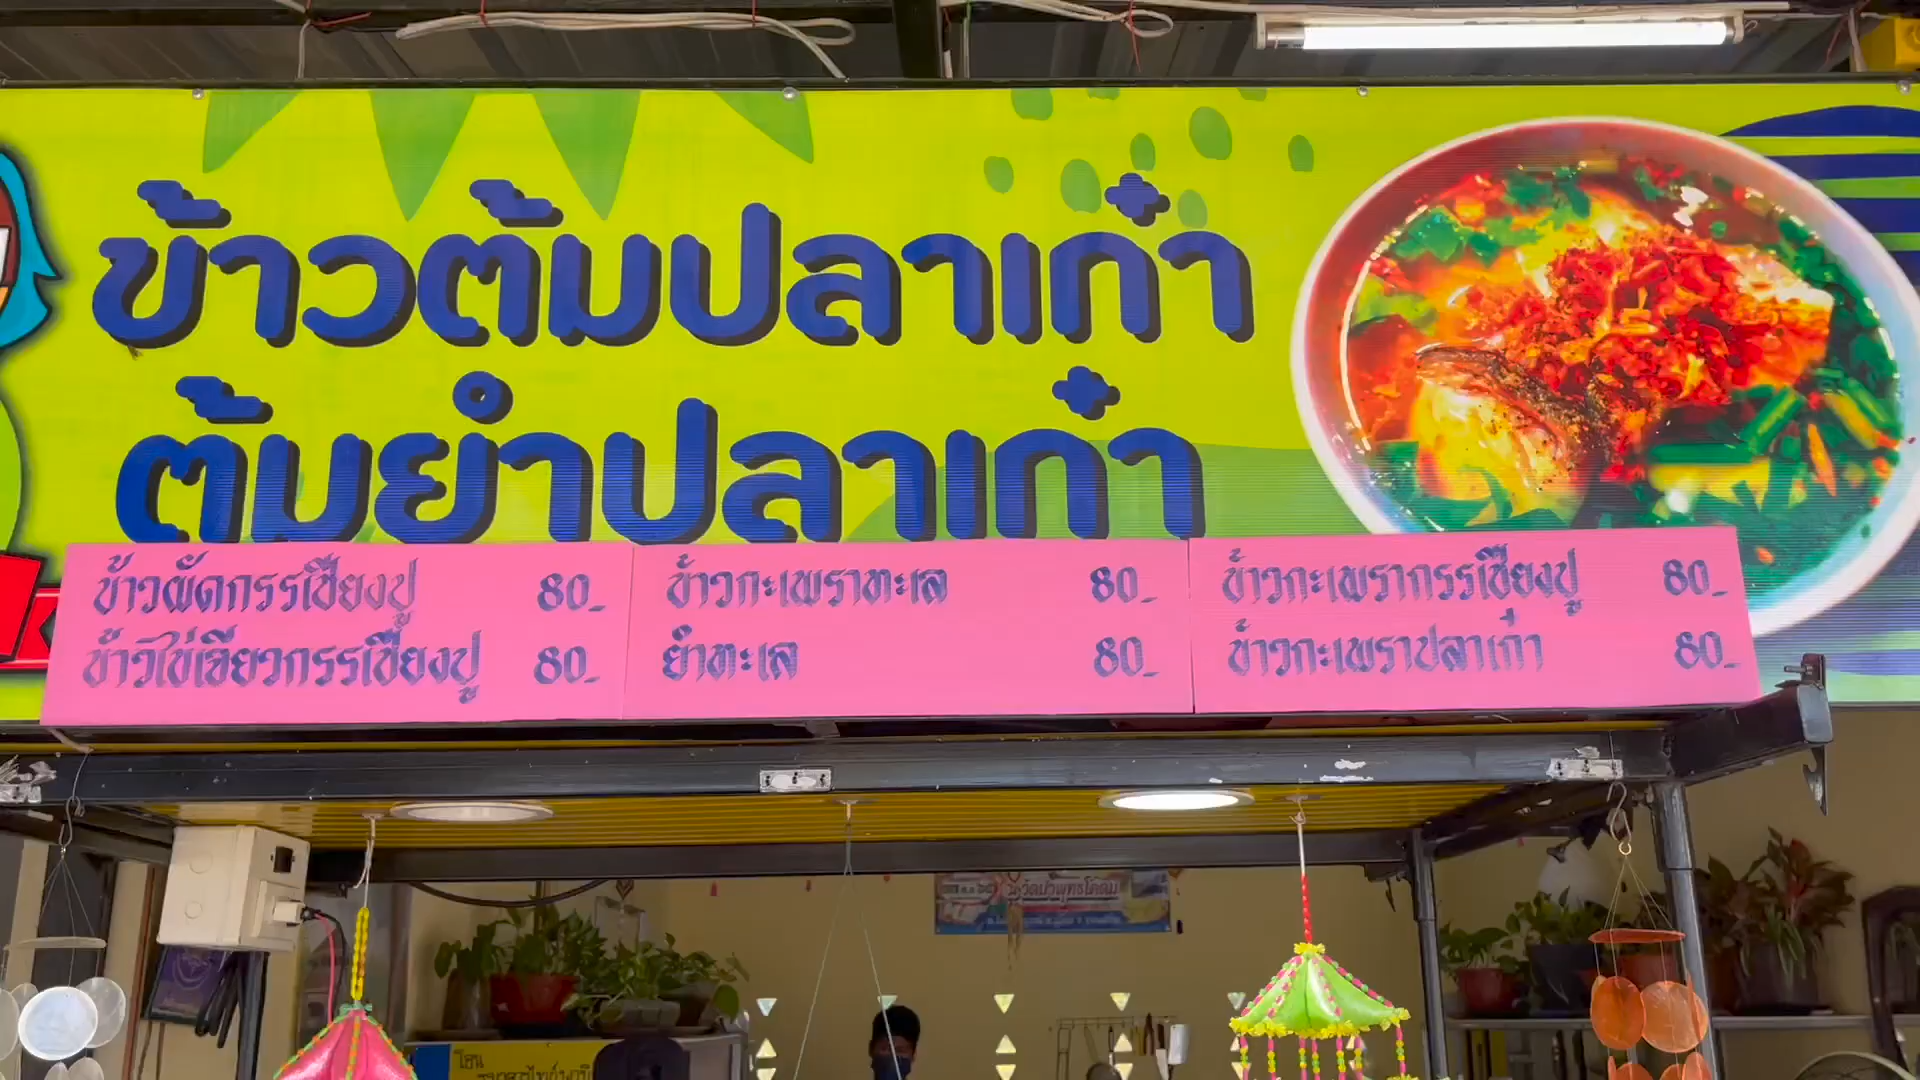 ข้าวต้มปลาเก๋า
ต้มยำปลาเก๋า
ข้าวผัดกรรเชียงปู 80.-
ข้าวไข่เจียวกรรเชียงปู 80.-
ข้าวกะเพราทะเล 80.-
ยำทะเล 80.-
ข้าวกะเพรากรรเชียงปู 80.-
ข้าวกะเพราปลาเก๋า 80.-
K
โซน